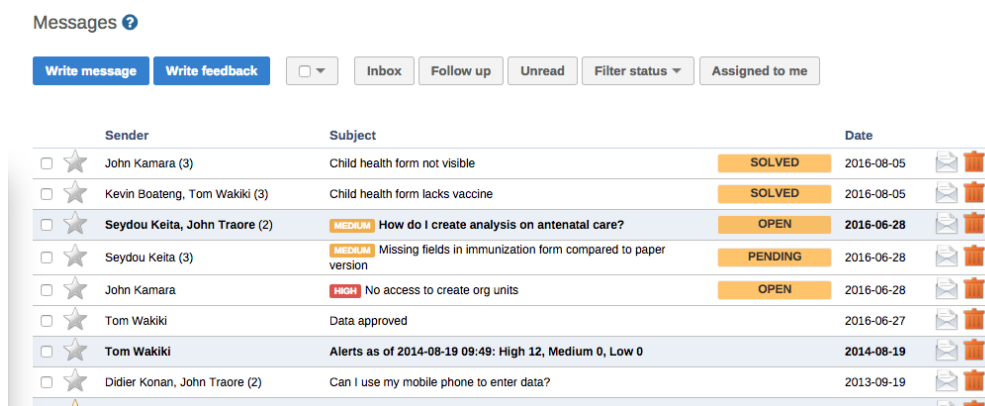 Messages ?
Write message Write feedback Inbox Follow up Unread Filter status Assigned to me
Sender Subject Date
John Kamara (3) Child health form not visible SOLVED 2016-08-05
Kevin Boateng, Tom Wakiki (3) Child health form lacks vaccine SOLVED 2016-08-05
Seydou Keita, John Traore (2) MEDIUM How do I create analysis on antenatal care? OPEN 2016-06-28
Seydou Keita (3) MEDIUM Missing fields in immunization form compared to paper
version PENDING 2016-06-28
John Kamara HIGH No access to create org units OPEN 2016-06-28
Tom Wakiki Data approved 2016-06-27
Tom Wakiki Alerts as of 2014-08-19 09:49: High 12, Medium 0, Low 0 2014-08-19
Didier Konan, John Traore (2) Can I use my mobile phone to enter data? 2013-09-19